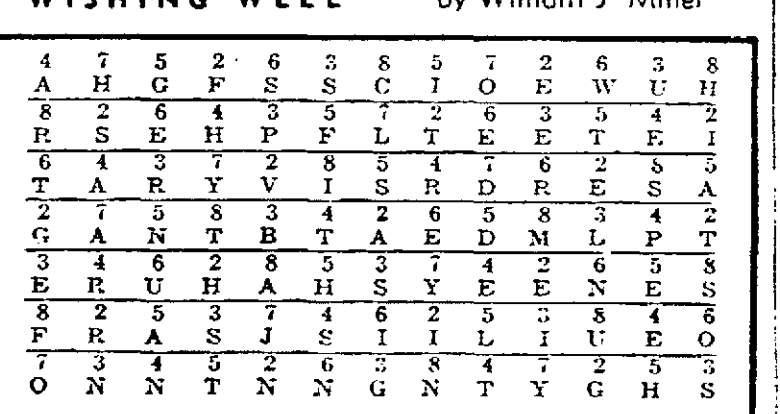 WISHING WELL by William J Miller
4 7 5 2 6 3 8 5 7 2 6 3 8
A H G F S S C I O E W U H
8 2 6 4 3 5 7 2 6 3 5 4 2
R S E H P F L T E E T E I
6 4 3 7 2 8 5 4 7 6 2 8 5
T A R Y V I S R D R E S A
2 7 5 8 3 4 2 6 5 8 3 4 2
G A N T B T A E D M L P T
3 4 6 2 8 5 3 7 4 2 6 5 8
E R U H A H S Y E E N E S
8 2 5 3 7 4 6 2 5 3 8 4 6
F R A S J S I I L I U E O
7 3 4 5 2 6 3 8 4 7 2 5 3
O N N T N N G N T Y G H S